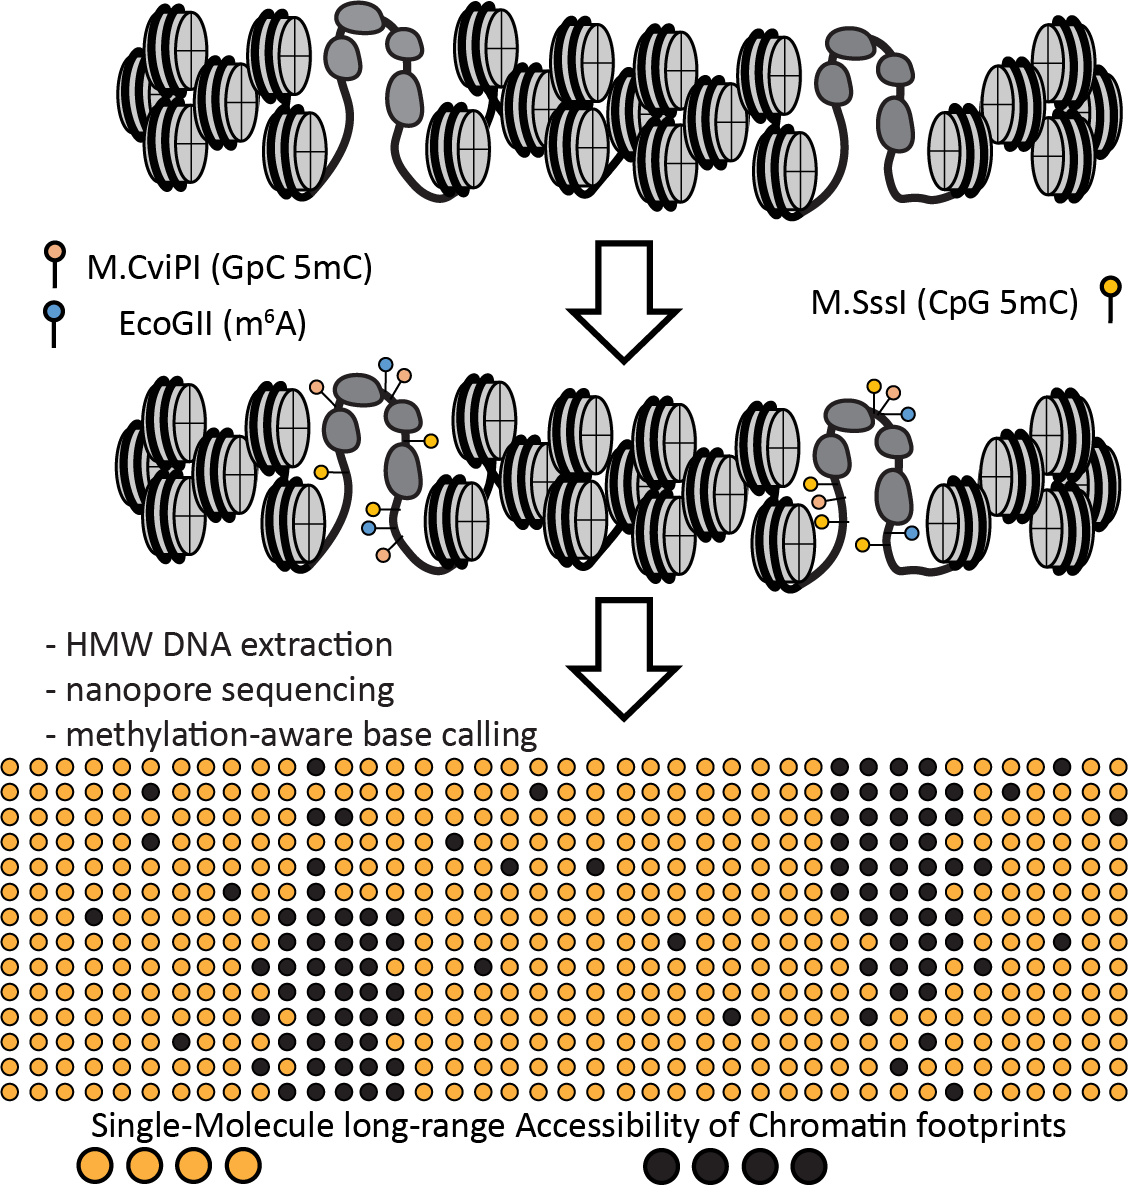 M.CviPI (GpC 5mC)
EcoGII (m⁶A)
M.SssI (CpG 5mC)
- HMW DNA extraction
- nanopore sequencing
- methylation-aware base calling
Single-Molecule long-range Accessibility of Chromatin footprints